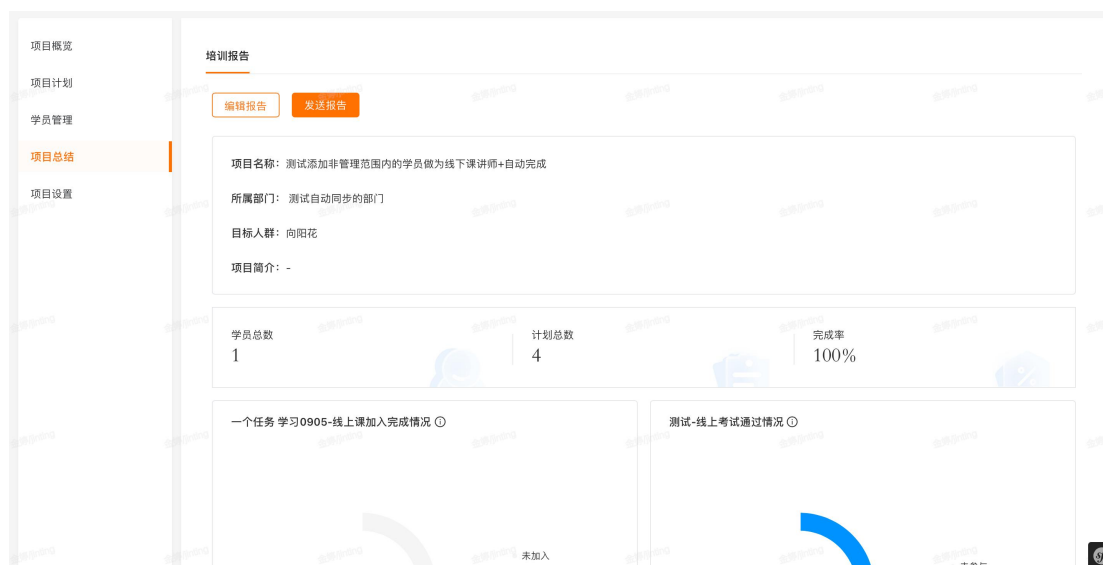 项目概览
项目计划
学员管理
项目总结
项目设置
培训报告
编辑报告 发送报告
项目名称：测试添加非管理范围内的学员做为线下课讲师+自动完成
所属部门： 测试自动同步的部门
目标人群：向阳花
项目简介：-
学员总数 计划总数 完成率
1 4 100%
一个任务 学习0905-线上课加入完成情况 测试-线上考试通过情况
未加入